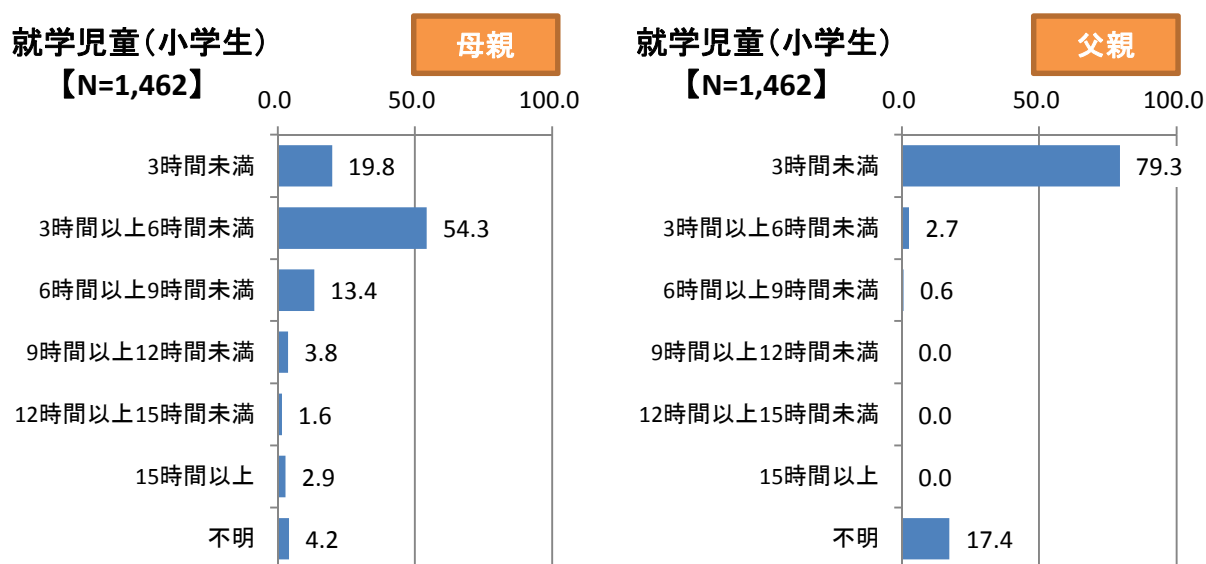 就学児童（小学生）
【N=1,462】
母親
0.0 50.0 100.0
3時間未満 19.8
3時間以上6時間未満 54.3
6時間以上9時間未満 13.4
9時間以上12時間未満 3.8
12時間以上15時間未満 1.6
15時間以上 2.9
不明 4.2
就学児童（小学生）
【N=1,462】
父親
0.0 50.0 100.0
3時間未満 79.3
3時間以上6時間未満 2.7
6時間以上9時間未満 0.6
9時間以上12時間未満 0.0
12時間以上15時間未満 0.0
15時間以上 0.0
不明 17.4